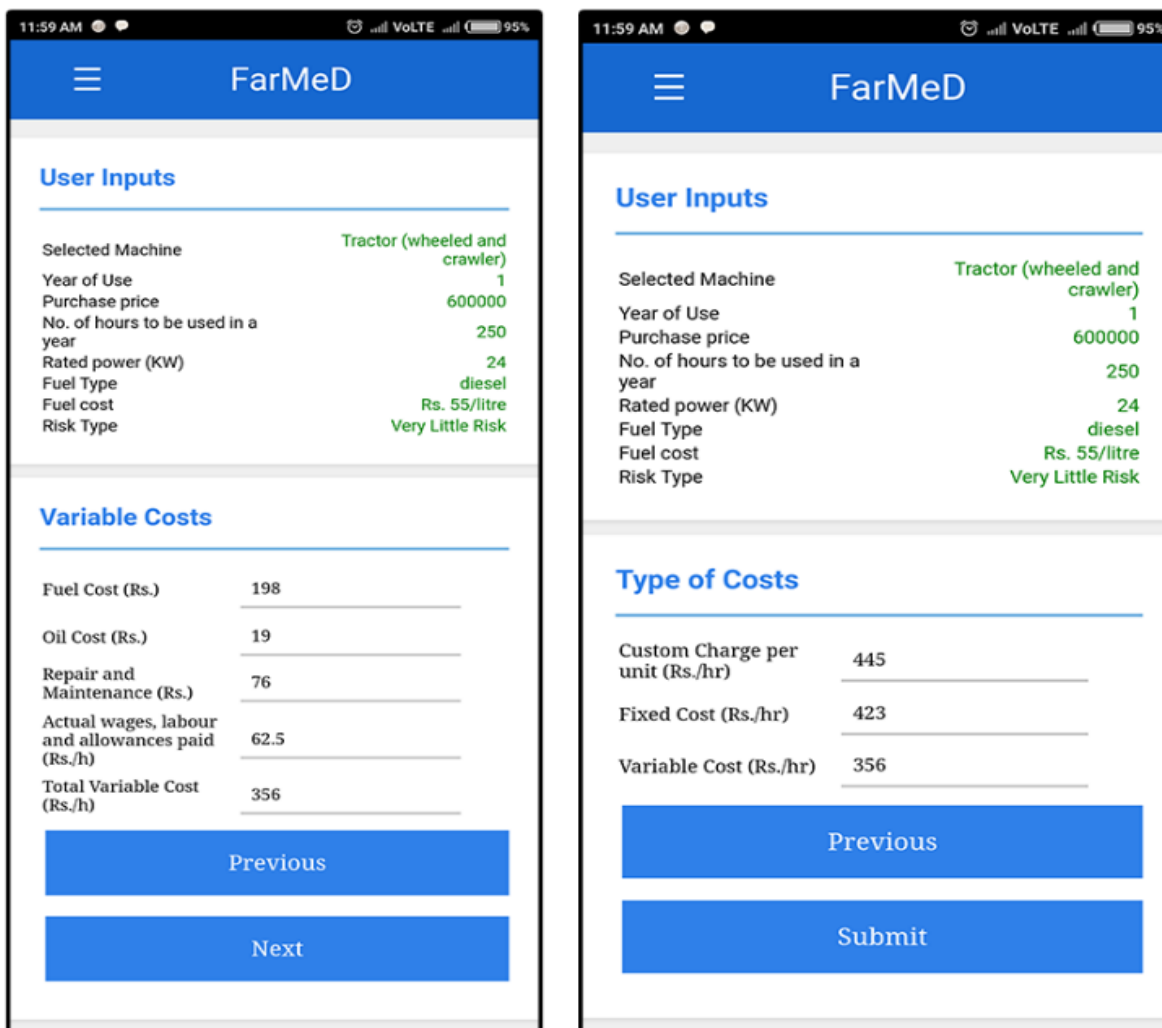 11:59 AM
VoLTE 95%
FarMeD
User Inputs
Selected Machine Tractor (wheeled and
crawler)
Year of Use 1
Purchase price 600000
No. of hours to be used in a
year 250
Rated power (KW) 24
Fuel Type diesel
Fuel cost Rs. 55/litre
Risk Type Very Little Risk
Variable Costs
Fuel Cost (Rs.) 198
Oil Cost (Rs.) 19
Repair and
Maintenance (Rs.) 76
Actual wages, labour
and allowances paid 62.5
(Rs./h)
Total Variable Cost
(Rs./h) 356
Previous
Next
11:59 AM
VoLTE 95%
FarMeD
User Inputs
Selected Machine Tractor (wheeled and
crawler)
Year of Use 1
Purchase price 600000
No. of hours to be used in a
year 250
Rated power (KW) 24
Fuel Type diesel
Fuel cost Rs. 55/litre
Risk Type Very Little Risk
Type of Costs
Custom Charge per
unit (Rs./hr) 445
Fixed Cost (Rs./hr) 423
Variable Cost (Rs./hr) 356
Previous
Submit